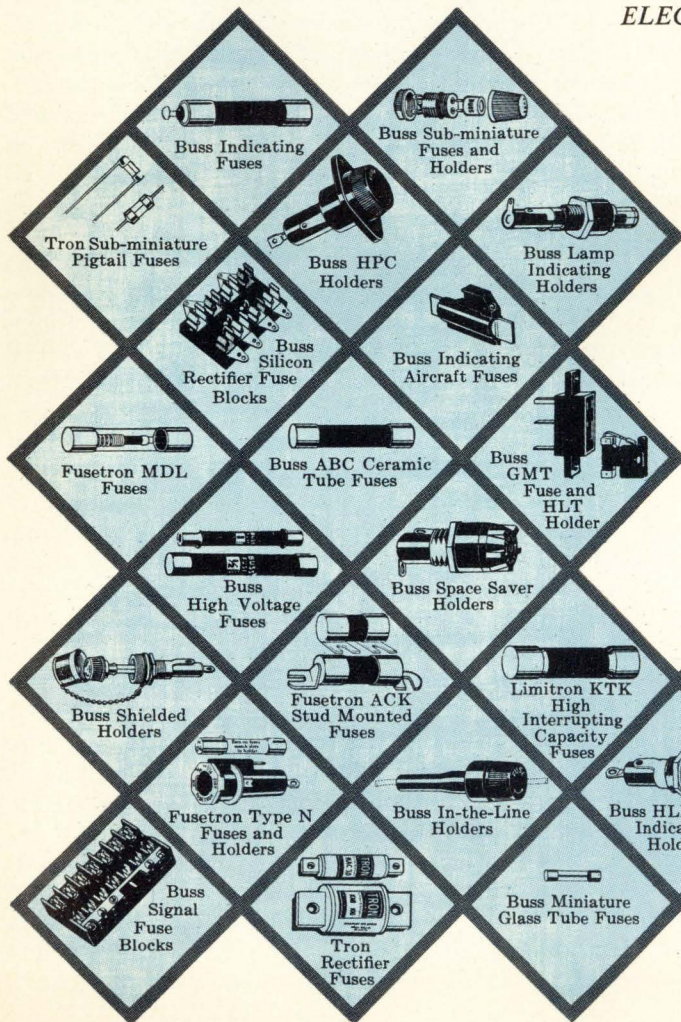 ELEC
Buss Indicating
Fuses
Buss Sub-miniature
Fuses and
Holders
Tron Sub-miniature
Pigtail Fuses
Buss HPC
Holders
Buss Lamp
Indicating
Holders
Buss
Silicon
Rectifier Fuse
Blocks
Buss Indicating
Aircraft Fuses
Fusetron MDL
Fuses
Buss ABC Ceramic
Tube Fuses
Buss
GMT
Fuse and
HLT
Holder
Buss
High Voltage
Fuses
Buss Space Saver
Holders
Buss Shielded
Holders
Fusetron ACK
Stud Mounted
Fuses
Limitron KTK
High
Interrupting
Capacity
Fuses
Fusetron Type N
Fuses and
Holders
Buss In-the-Line
Holders
Buss HL
Indica
Hold
Buss
Signal
Fuse
Blocks
TRON
TRON
Tron
Rectifier
Fuses
Buss Miniature
Glass Tube Fuses